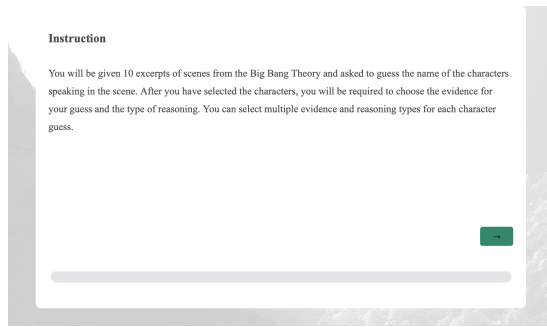 Instruction
You will be given 10 excerpts of scenes from the Big Bang Theory and asked to guess the name of the characters
speaking in the scene. After you have selected the characters, you will be required to choose the evidence for
your guess and the type of reasoning. You can select multiple evidence and reasoning types for each character
guess.
→